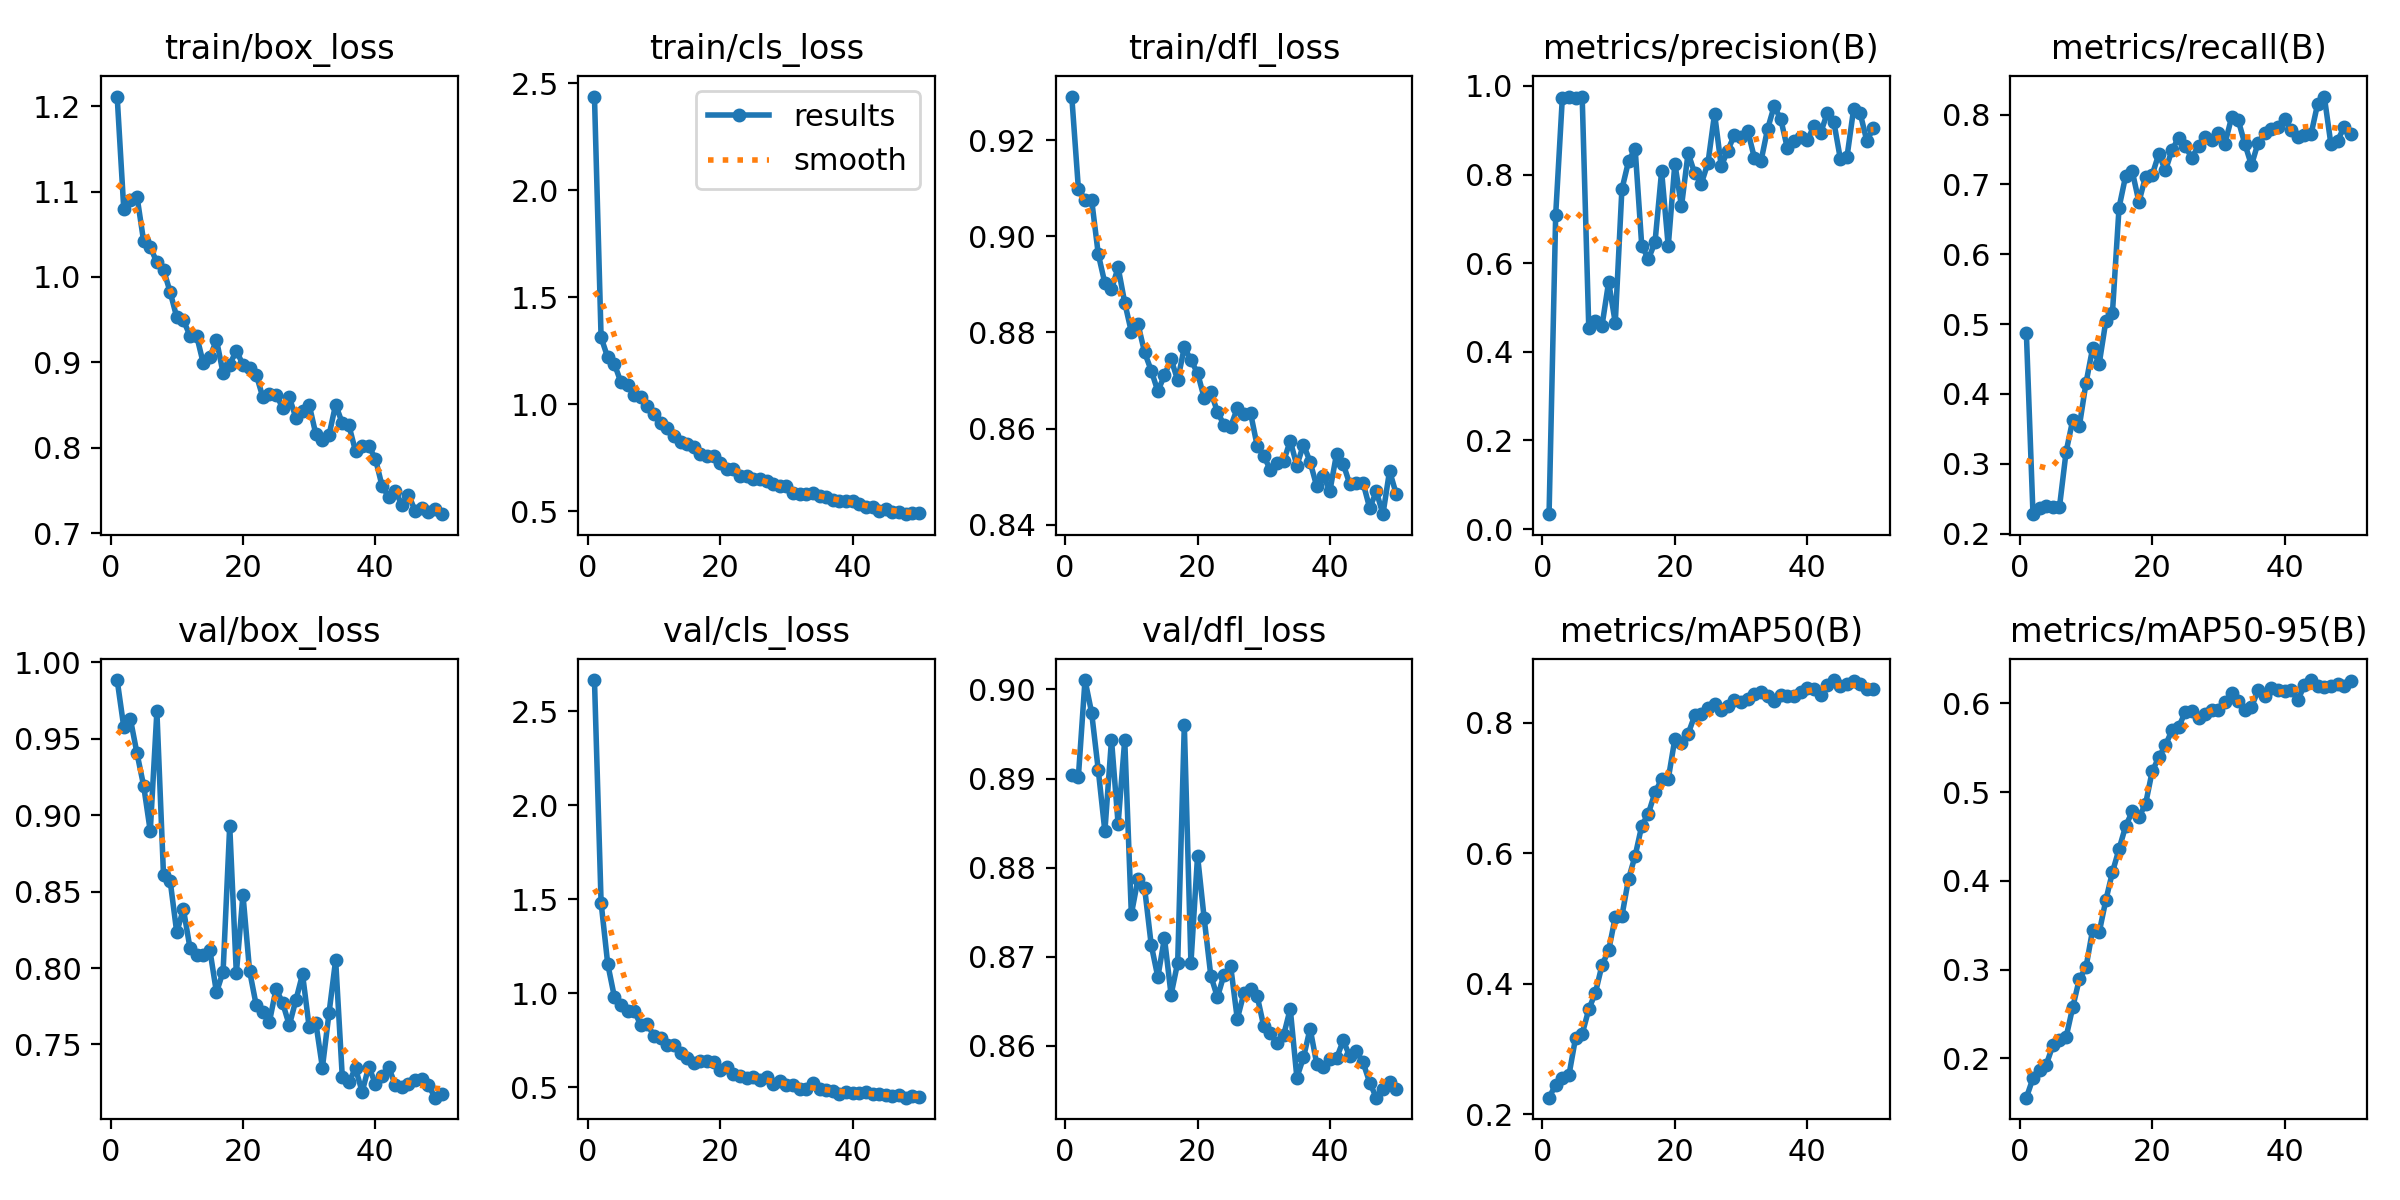 train/box_loss
1.2
1.1
1.0
0.9
0.8
0.7
0 20 40
train/cls_loss
results
smooth
2.5
2.0
1.5
1.0
0.5
0 20 40
train/dfl_loss
0.92
0.90
0.88
0.86
0.84
0 20 40
metrics/precision(B)
1.0
0.8
0.6
0.4
0.2
0.0
0 20 40
metrics/recall(B)
0.8
0.7
0.6
0.5
0.4
0.3
0.2
0 20 40
val/box_loss
1.00
0.95
0.90
0.85
0.80
0.75
0 20 40
val/cls_loss
2.5
2.0
1.5
1.0
0.5
0 20 40
val/dfl_loss
0.90
0.89
0.88
0.87
0.86
0 20 40
metrics/mAP50(B)
0.8
0.6
0.4
0.2
0 20 40
metrics/mAP50-95(B)
0.6
0.5
0.4
0.3
0.2
0 20 40